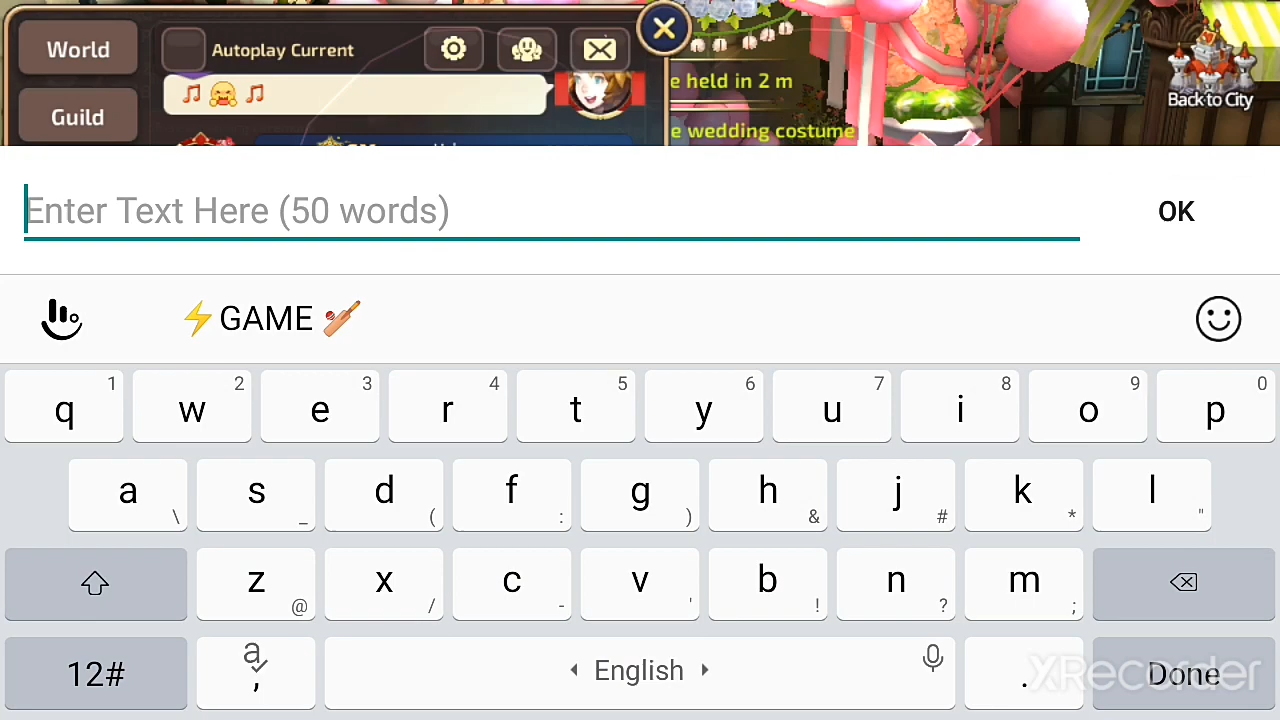 World
Autoplay Current
Guild
e held in 2 m
e wedding costume
Back to City
Enter Text Here (50 words)
OK
GAME
1 2 3 4 5 6 7 8 9 0
q w e r t y u i o p
a s d f g h j k l
\ _ ( : ) & # * "
z x c v b n m
@ / - ' ! ? ;
12# a , English . Done
XRecorder